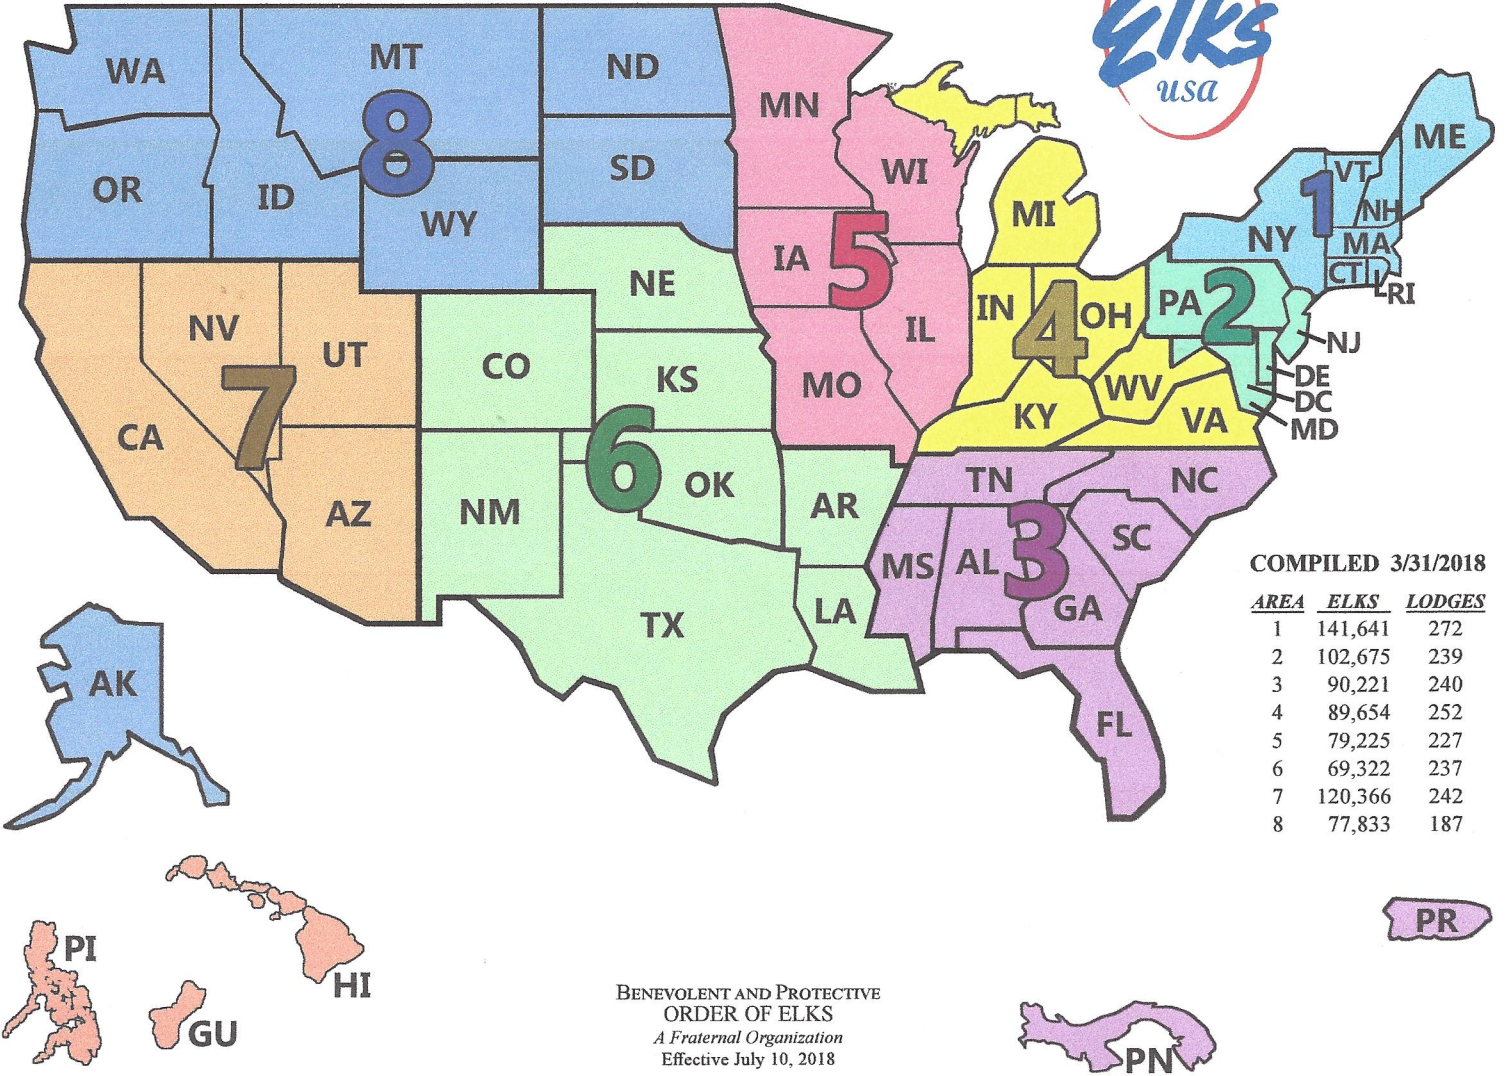 Elks
usa
WA
MT
ND
MN
ME
OR
ID
8
WY
SD
WI
MI
VT
1
NH
NY
MA
CT
RI
IA
5
NE
IN
4
OH
PA
2
IL
NV
UT
CO
KS
MO
NJ
WV
DE
DC
KY
VA
MD
7
CA
6
AZ
NM
OK
AR
TN
NC
MS
AL
3
SC
GA
TX
LA
FL
AK
COMPILED 3/31/2018
AREA ELKS LODGES
1 141,641 272
2 102,675 239
3 90,221 240
4 89,654 252
5 79,225 227
6 69,322 237
7 120,366 242
8 77,833 187
PI
GU
HI
PR
PN
BENEVOLENT AND PROTECTIVE
ORDER OF ELKS
A Fraternal Organization
Effective July 10, 2018